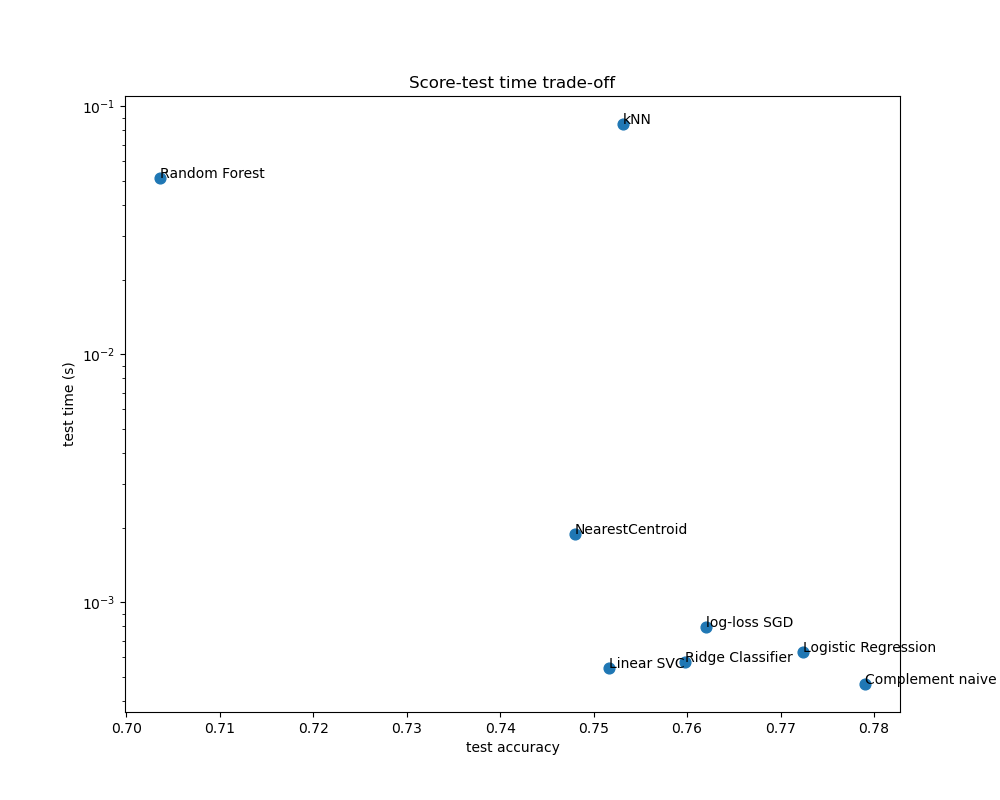 Score-test time trade-off
10⁻¹
kNN
Random Forest
10⁻²
test time (s)
NearestCentroid
10⁻³
log-loss SGD
Logistic Regression
Ridge Classifier
Linear SVC
Complement naive
0.70 0.71 0.72 0.73 0.74 0.75 0.76 0.77 0.78
test accuracy